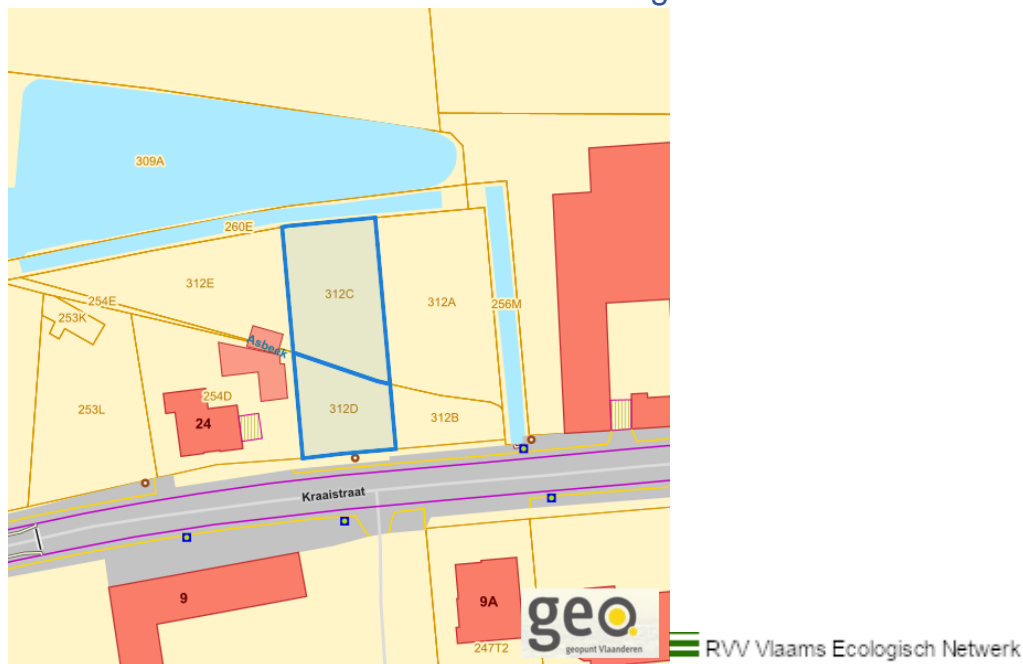 309A
260E
312E
312C
312A
256M
254E
253K
Asbeek
253L
254D
24
312D
312B
Kraaistraat
9
9A
247T2
geo
geopunt Vlaanderen
RVV Vlaams Ecologisch Netwerk